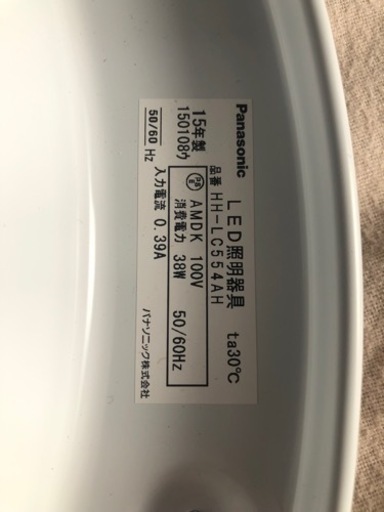 Panasonic
LED照明器具 ta30℃
品番 HH-LC554AH
AMDK 100V 50/60Hz
消費電力 38W
15年製
150108ウ
入力電流 0.39A
50/60 Hz
パナソニック株式会社